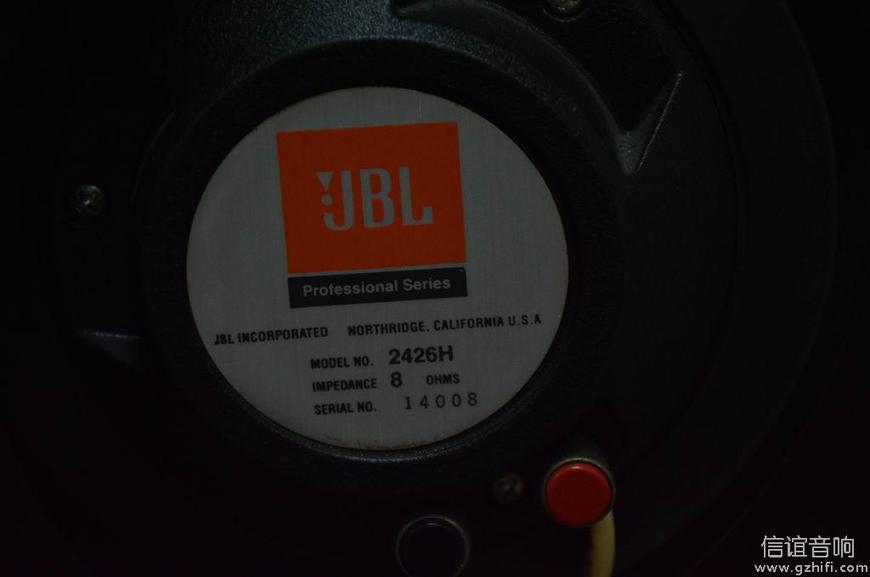 JBL
Professional Series
JBL INCORPORATED NORTHRIDGE, CALIFORNIA U.S.A
MODEL NO. 2426H
IMPEDANCE 8 OHMS
SERIAL NO. 14008
信谊音响
www.gzhifi.com